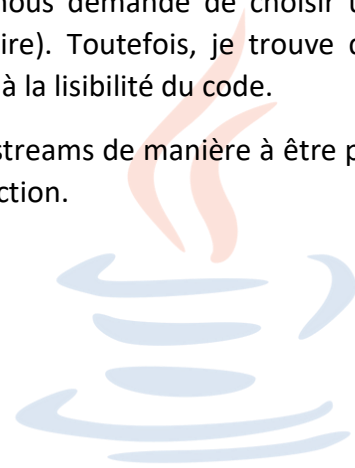 nous demande de choisir u
ire). Toutefois, je trouve
à la lisibilité du code.
streams de manière à être p
ction.